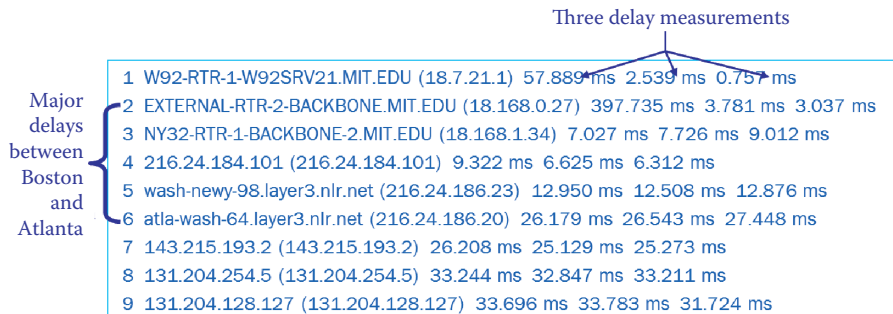 Three delay measurements
1 W92-RTR-1-W92SRV21.MIT.EDU (18.7.21.1) 57.889 ms 2.539 ms 0.757 ms
Major
delays
between
Boston
and
Atlanta
2 EXTERNAL-RTR-2-BACKBONE.MIT.EDU (18.168.0.27) 397.735 ms 3.781 ms 3.037 ms
3 NY32-RTR-1-BACKBONE-2.MIT.EDU (18.168.1.34) 7.027 ms 7.726 ms 9.012 ms
4 216.24.184.101 (216.24.184.101) 9.322 ms 6.625 ms 6.312 ms
5 wash-newy-98.layer3.nlr.net (216.24.186.23) 12.950 ms 12.508 ms 12.876 ms
6 atla-wash-64.layer3.nlr.net (216.24.186.20) 26.179 ms 26.543 ms 27.448 ms
7 143.215.193.2 (143.215.193.2) 26.208 ms 25.129 ms 25.273 ms
8 131.204.254.5 (131.204.254.5) 33.244 ms 32.847 ms 33.211 ms
9 131.204.128.127 (131.204.128.127) 33.696 ms 33.783 ms 31.724 ms